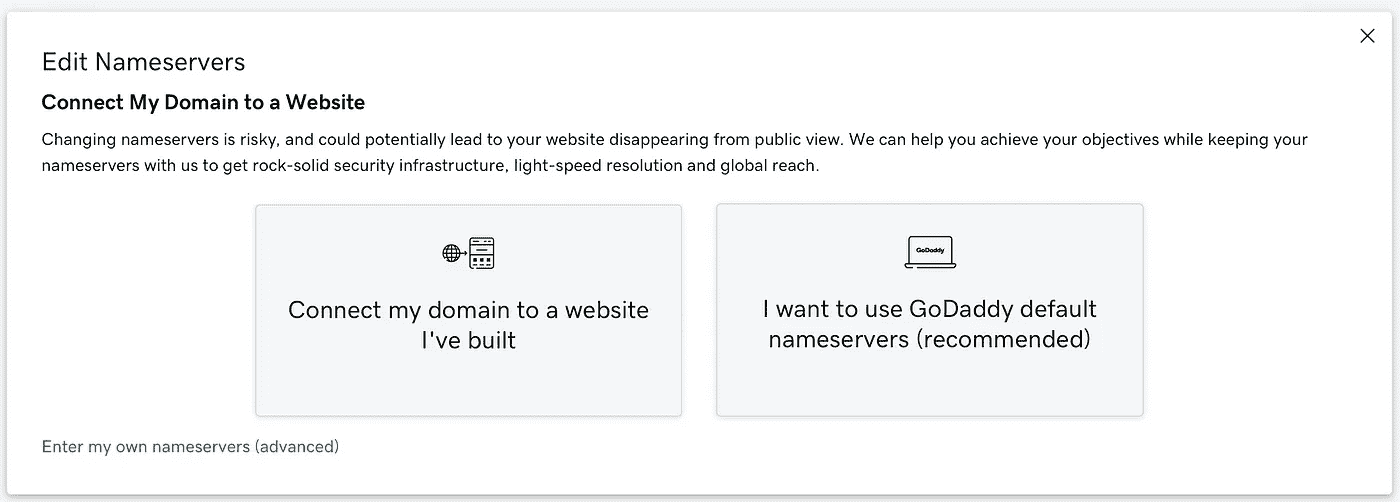 Edit Nameservers
Connect My Domain to a Website
Changing nameservers is risky, and could potentially lead to your website disappearing from public view. We can help you achieve your objectives while keeping your
nameservers with us to get rock-solid security infrastructure, light-speed resolution and global reach.
Connect my domain to a website
I've built
GoDaddy
I want to use GoDaddy default
nameservers (recommended)
Enter my own nameservers (advanced)